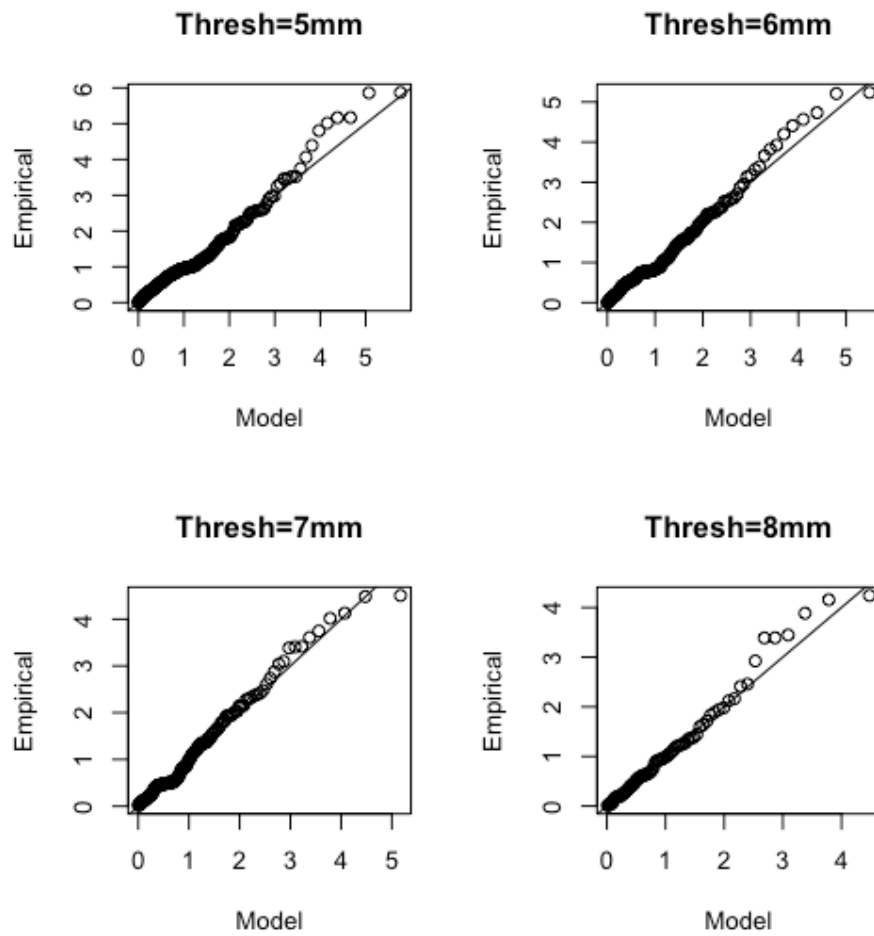 Thresh=5mm
Empirical
0 1 2 3 4 5 6
0 1 2 3 4 5
Model
Thresh=6mm
Empirical
0 1 2 3 4 5
0 1 2 3 4 5
Model
Thresh=7mm
Empirical
0 1 2 3 4
0 1 2 3 4 5
Model
Thresh=8mm
Empirical
0 1 2 3 4
0 1 2 3 4
Model